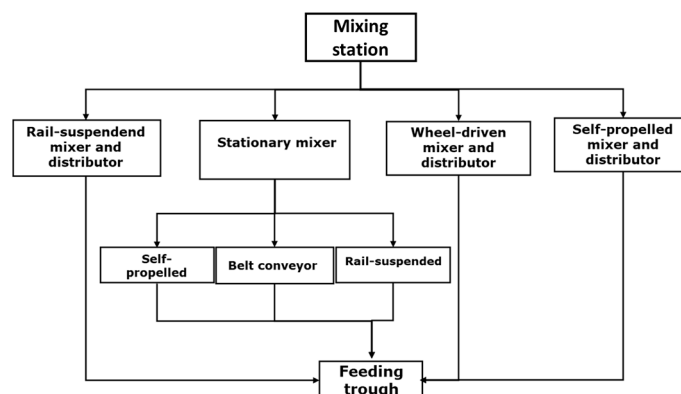 Mixing
station
Rail-suspendend
mixer and
distributor
Stationary mixer
Wheel-driven
mixer and
distributor
Self-propelled
mixer and
distributor
Self-
propelled
Belt conveyor
Rail-suspended
Feeding
trough